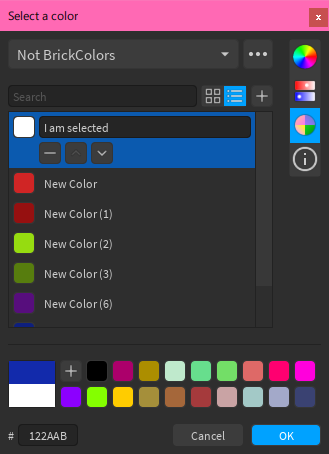 Select a color
x
Not BrickColors
Search
I am selected
New Color
New Color (1)
New Color (2)
New Color (3)
New Color (6)
# 122AAB
Cancel
OK